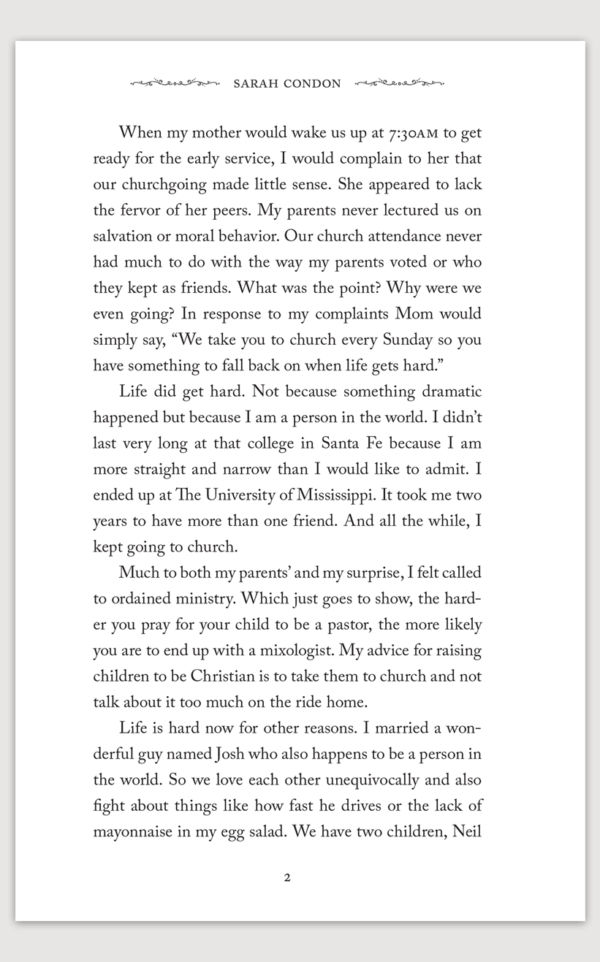 SARAH CONDON
When my mother would wake us up at 7:30AM to get
ready for the early service, I would complain to her that
our churchgoing made little sense. She appeared to lack
the fervor of her peers. My parents never lectured us on
salvation or moral behavior. Our church attendance never
had much to do with the way my parents voted or who
they kept as friends. What was the point? Why were we
even going? In response to my complaints Mom would
simply say, “We take you to church every Sunday so you
have something to fall back on when life gets hard.”
Life did get hard. Not because something dramatic
happened but because I am a person in the world. I didn’t
last very long at that college in Santa Fe because I am
more straight and narrow than I would like to admit. I
ended up at The University of Mississippi. It took me two
years to have more than one friend. And all the while, I
kept going to church.
Much to both my parents’ and my surprise, I felt called
to ordained ministry. Which just goes to show, the hard-
er you pray for your child to be a pastor, the more likely
you are to end up with a mixologist. My advice for raising
children to be Christian is to take them to church and not
talk about it too much on the ride home.
Life is hard now for other reasons. I married a won-
derful guy named Josh who also happens to be a person in
the world. So we love each other unequivocally and also
fight about things like how fast he drives or the lack of
mayonnaise in my egg salad. We have two children, Neil
2